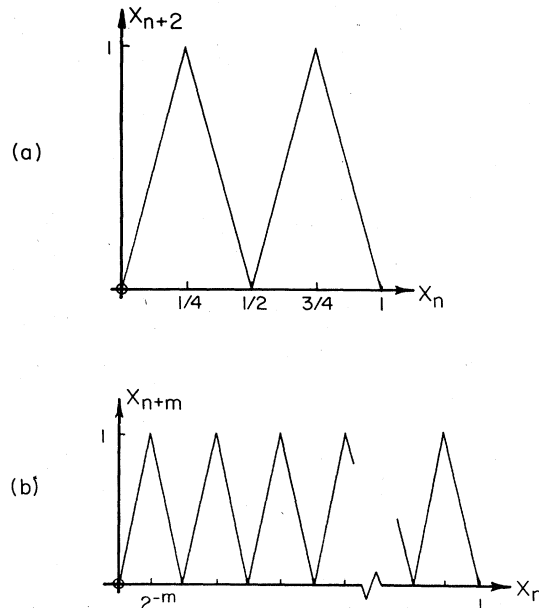 X_{n+2}
1
(a)
1/4 1/2 3/4 1 X_n
X_{n+m}
1
(b)
2^{-m} 1 X_n